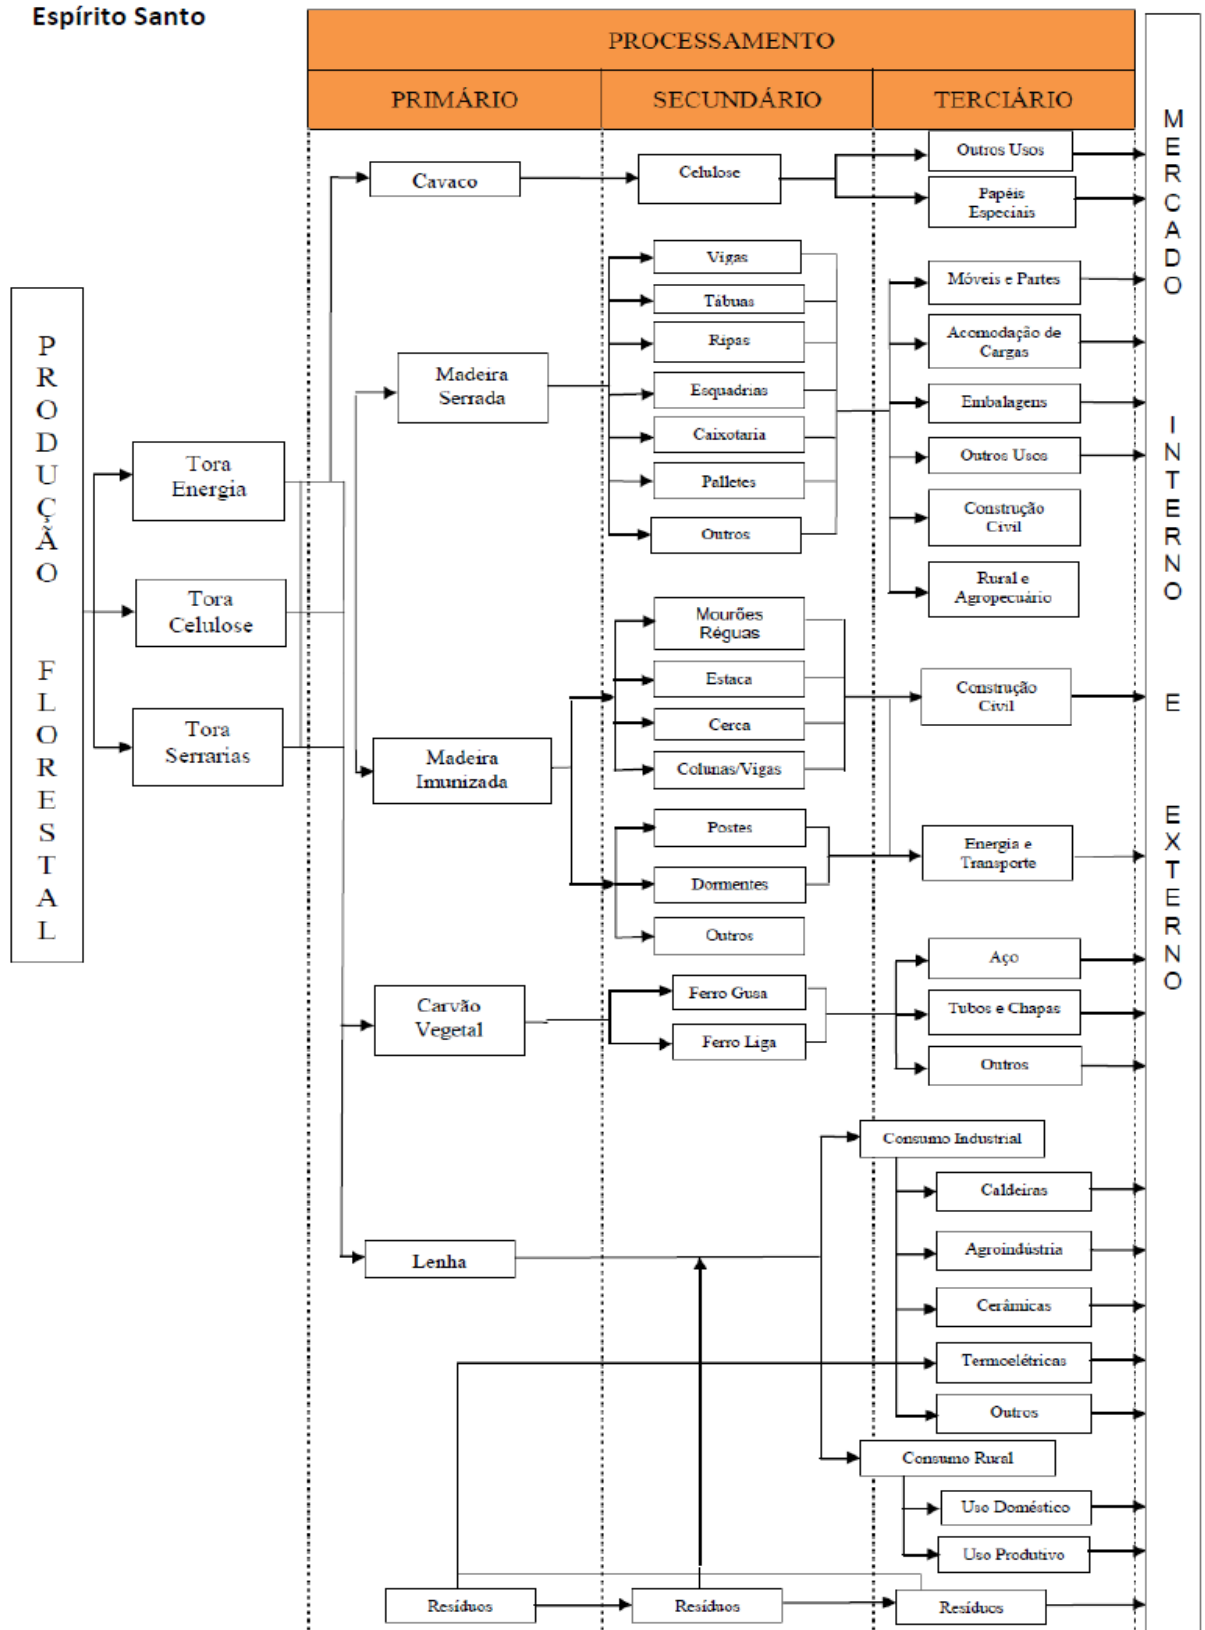 Espírito Santo
PROCESSAMENTO
PRIMÁRIO
SECUNDÁRIO
TERCIÁRIO
PRODUÇÃO FLORESTAL
Tora
Energia
Tora
Celulose
Tora
Serrarias
Cavaco
Madeira
Serrada
Madeira
Imunizada
Carvão
Vegetal
Lenha
Resíduos
Celulose
Vigas
Tábuas
Ripas
Esquadrias
Caixotaria
Palletes
Outros
Mourões
Réguas
Estaca
Cerca
Colunas/Vigas
Postes
Dormentes
Outros
Ferro Gusa
Ferro Liga
Resíduos
Outros Usos
Papéis
Especiais
Móveis e Partes
Acomodação de
Cargas
Embalagens
Outros Usos
Construção
Civil
Rural e
Agropecuário
Construção
Civil
Energia e
Transporte
Aço
Tubos e Chapas
Outros
Consumo Industrial
Caldeiras
Agroindústria
Cerâmicas
Termoelétricas
Outros
Consumo Rural
Uso Doméstico
Uso Produtivo
Resíduos
MERCADO INTERNO E EXTERNO